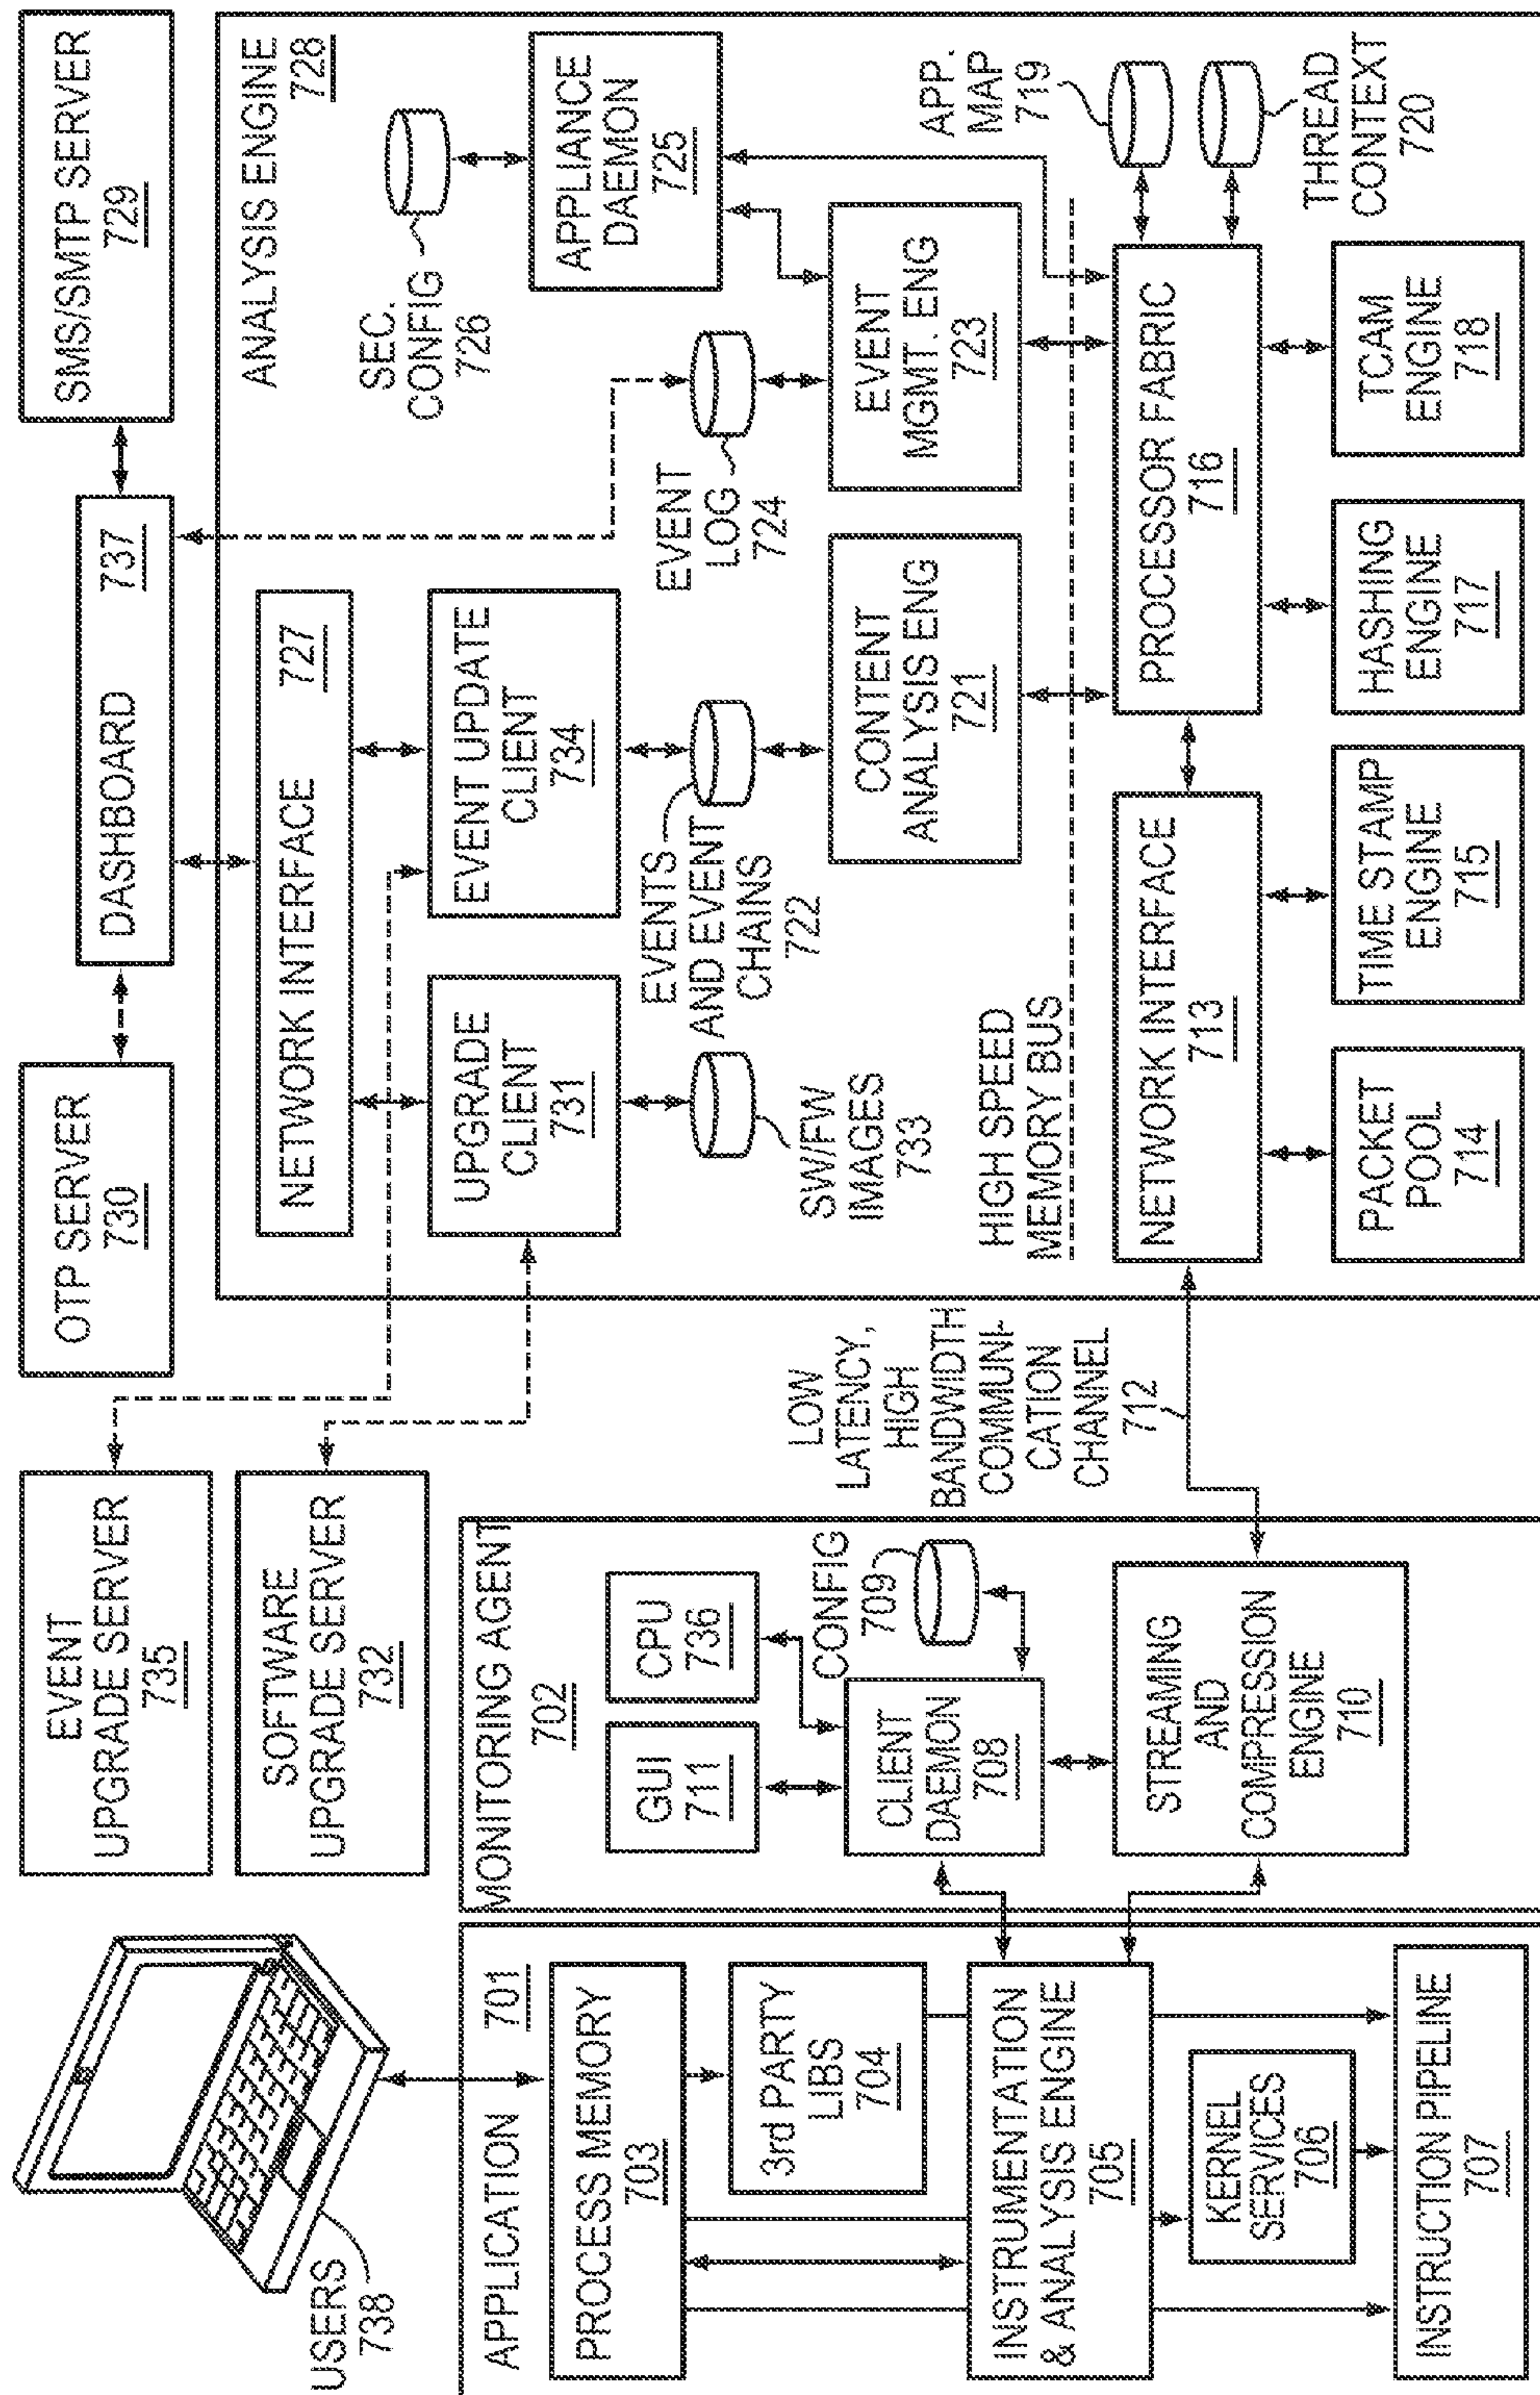 USERS
738
APPLICATION 701
PROCESS MEMORY
703
3rd PARTY
LIBS
704
INSTRUMENTATION
& ANALYSIS ENGINE
705
KERNEL
SERVICES
706
INSTRUCTION PIPELINE
707
EVENT
UPGRADE SERVER
735
SOFTWARE
UPGRADE SERVER
732
MONITORING AGENT
702
GUI
711
CPU
736
CLIENT
DAEMON
708
CONFIG
709
STREAMING
AND
COMPRESSION
ENGINE
710
LOW
LATENCY,
HIGH
BANDWIDTH
COMMUNI-
CATION
CHANNEL
712
OTP SERVER
730
DASHBOARD 737
SMS/SMTP SERVER
729
ANALYSIS ENGINE
728
NETWORK INTERFACE 727
UPGRADE
CLIENT
731
EVENT UPDATE
CLIENT
734
SW/FW
IMAGES
733
EVENTS
AND EVENT
CHAINS
722
EVENT
LOG
724
SEC.
CONFIG
726
APPLIANCE
DAEMON
725
CONTENT
ANALYSIS ENG
721
EVENT
MGMT. ENG
723
HIGH SPEED
MEMORY BUS
APP.
MAP
719
NETWORK INTERFACE
713
PROCESSOR FABRIC
716
THREAD
CONTEXT
720
PACKET
POOL
714
TIME STAMP
ENGINE
715
HASHING
ENGINE
717
TCAM
ENGINE
718